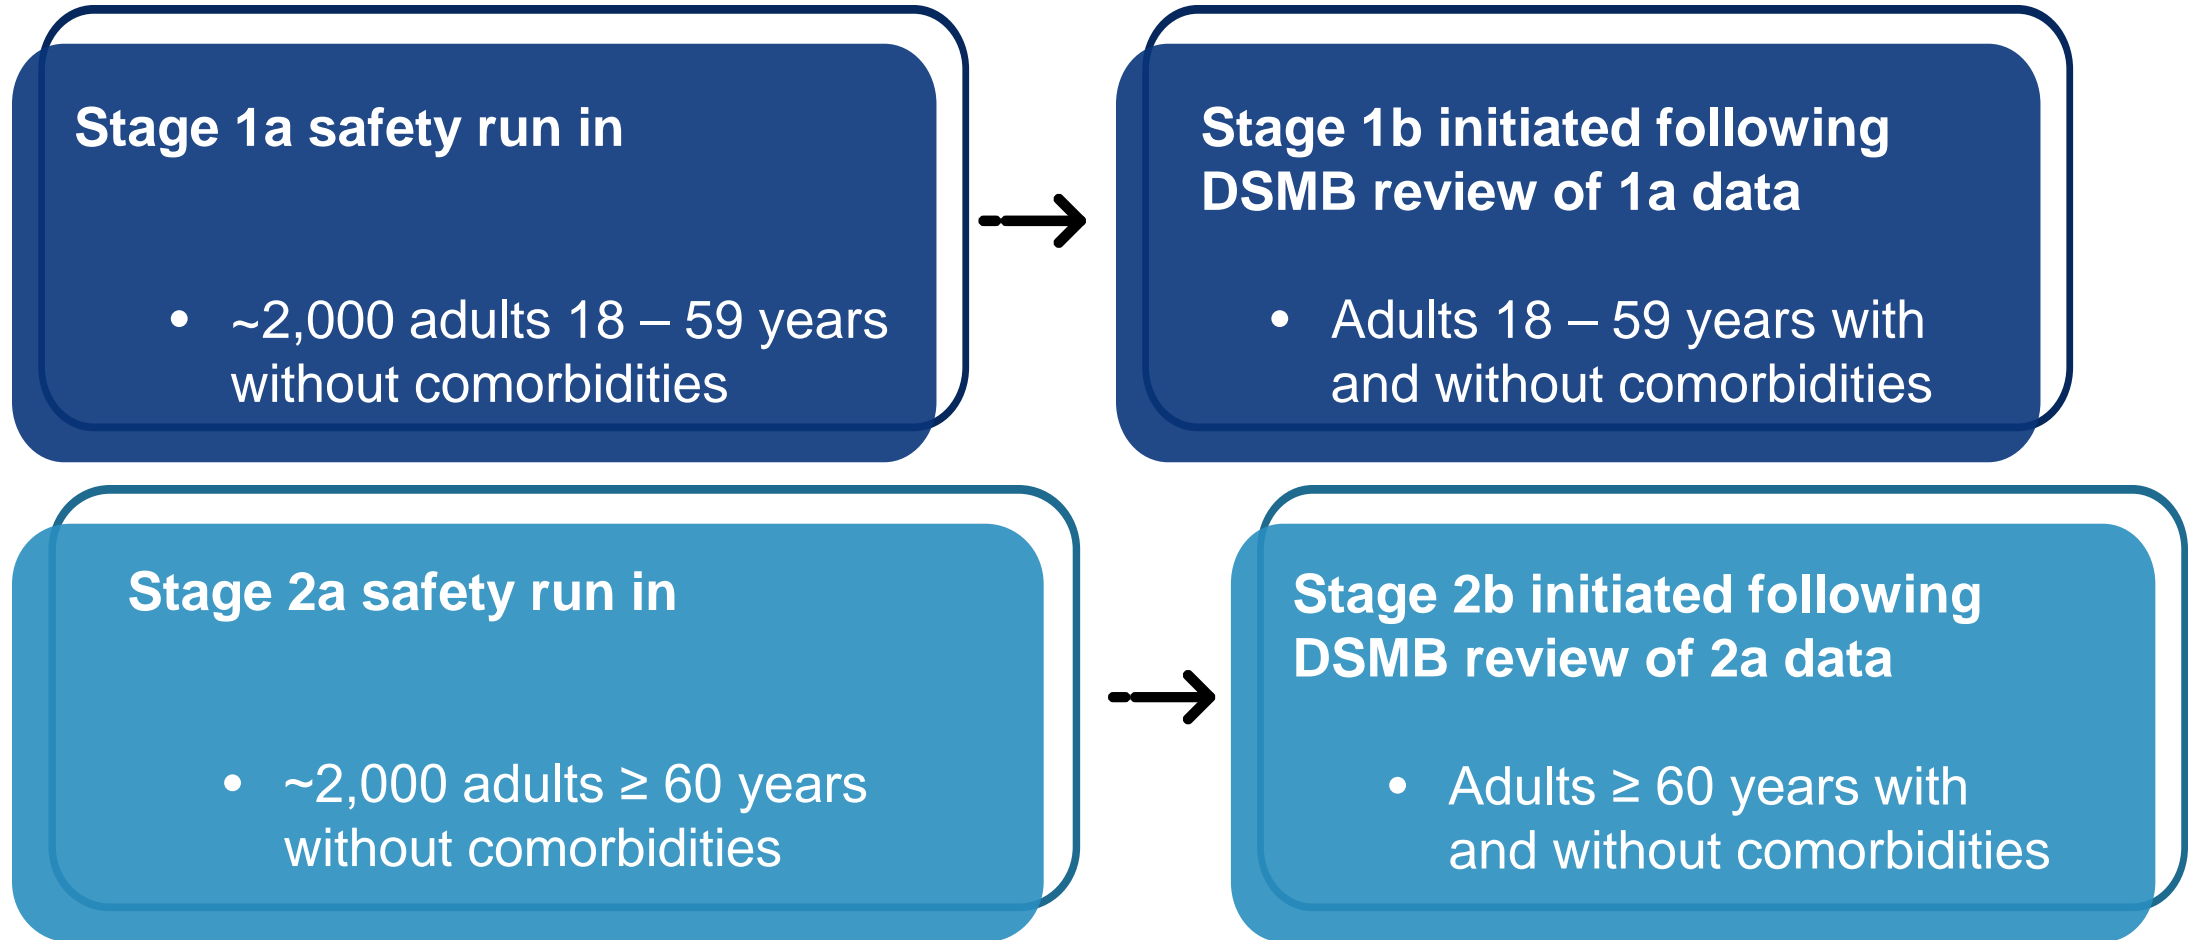 Stage 1a safety run in
• ~2,000 adults 18 – 59 years
without comorbidities
Stage 1b initiated following
DSMB review of 1a data
• Adults 18 – 59 years with
and without comorbidities
Stage 2a safety run in
• ~2,000 adults ≥ 60 years
without comorbidities
Stage 2b initiated following
DSMB review of 2a data
• Adults ≥ 60 years with
and without comorbidities